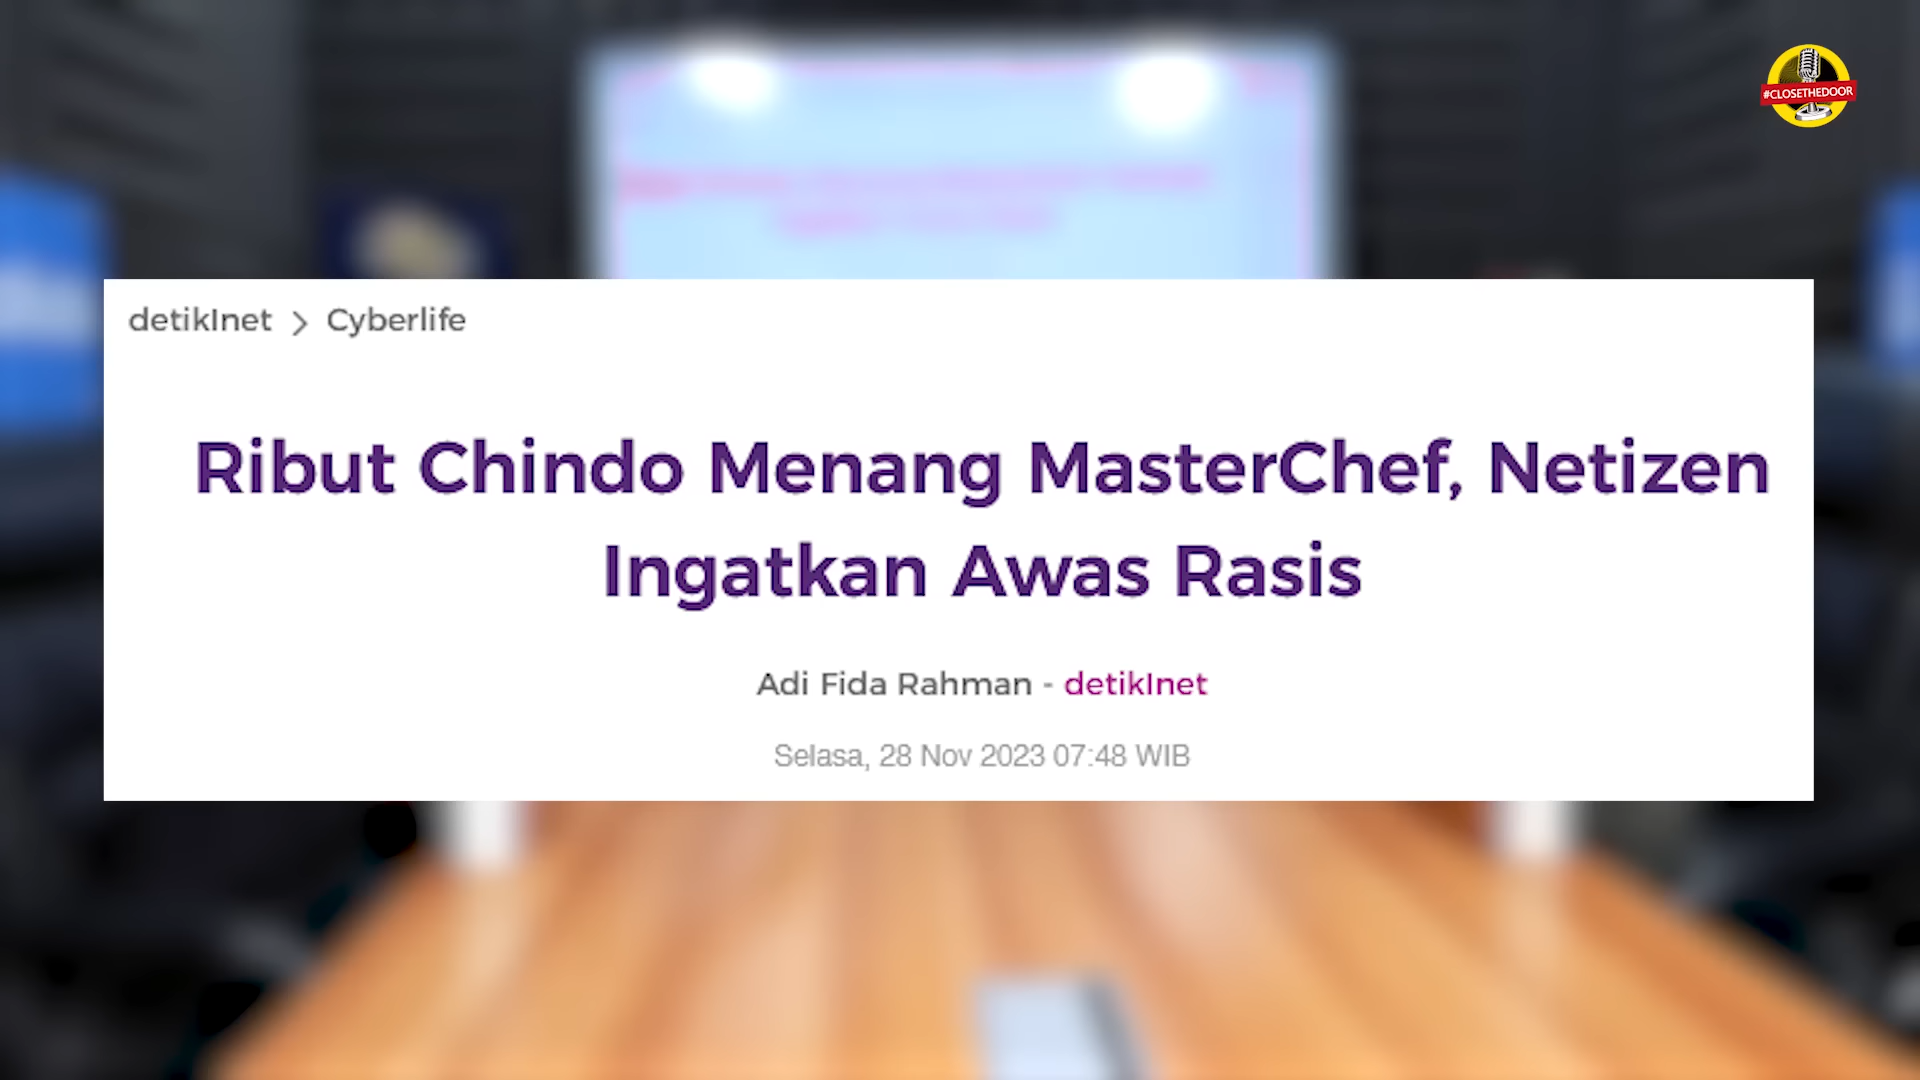 #CLOSETHEDOOR
detikInet > Cyberlife
Ribut Chindo Menang MasterChef, Netizen
Ingatkan Awas Rasis
Adi Fida Rahman - detikInet
Selasa, 28 Nov 2023 07:48 WIB